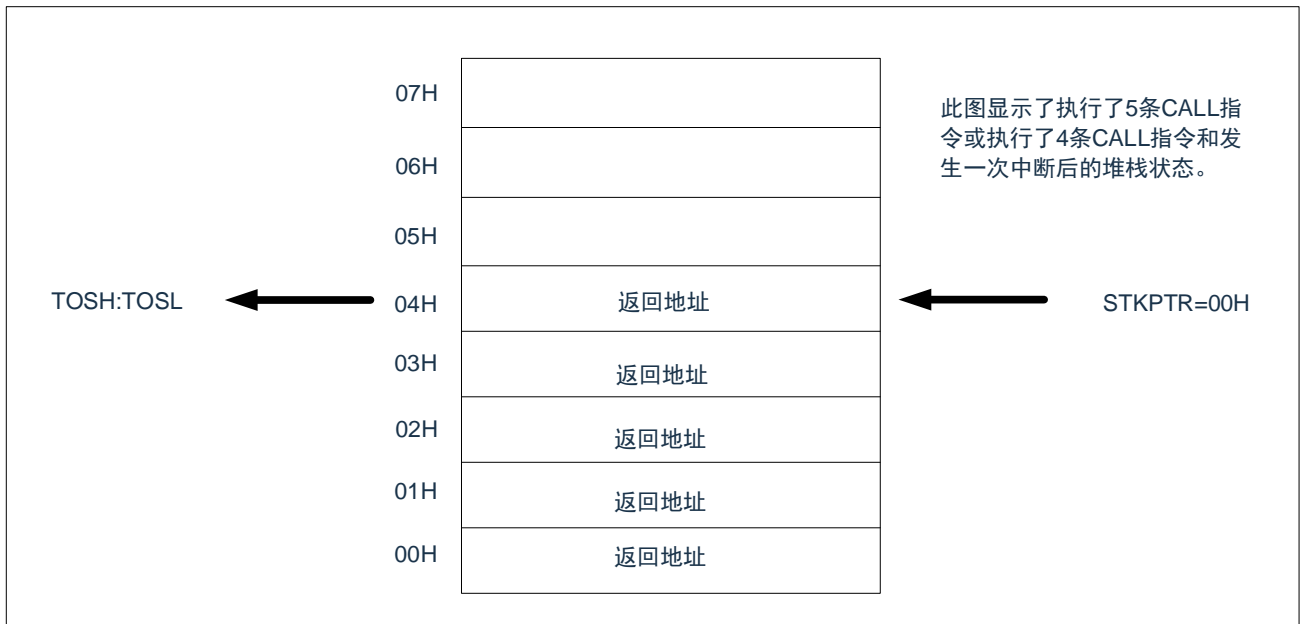 07H
此图显示了执行了5条CALL指
令或执行了4条CALL指令和发
生一次中断后的堆栈状态。
06H
05H
TOSH:TOSL
04H
返回地址
STKPTR=00H
03H
返回地址
02H
返回地址
01H
返回地址
00H
返回地址